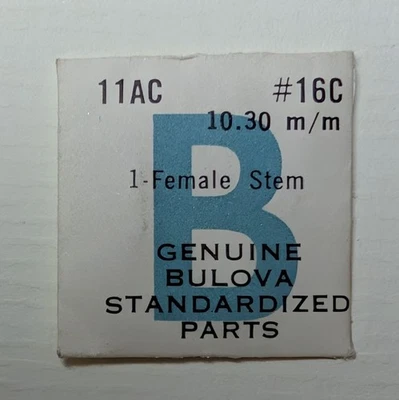 11AC #16C
10.30 m/m
1-Female Stem
B
GENUINE
BULOVA
STANDARDIZED
PARTS